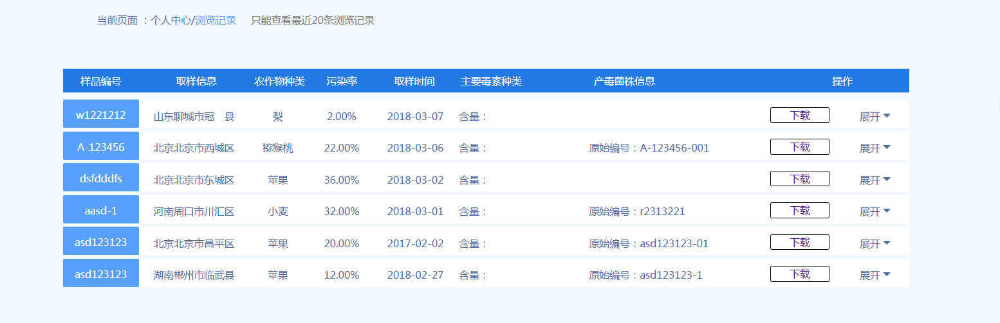 当前页面 ：个人中心/浏览记录 只能查看最近20条浏览记录
样品编号 取样信息 农作物种类 污染率 取样时间 主要毒素种类 产毒菌株信息 操作
w1221212 山东聊城市冠　县 梨 2.00% 2018-03-07 含量： 下载 展开
A-123456 北京北京市西城区 猕猴桃 22.00% 2018-03-06 含量： 原始编号：A-123456-001 下载 展开
dsfdddfs 北京北京市东城区 苹果 36.00% 2018-03-02 含量： 下载 展开
aasd-1 河南周口市川汇区 小麦 32.00% 2018-03-01 含量： 原始编号：r2313221 下载 展开
asd123123 北京北京市昌平区 苹果 20.00% 2017-02-02 含量： 原始编号：asd123123-01 下载 展开
asd123123 湖南郴州市临武县 苹果 12.00% 2018-02-27 含量： 原始编号：asd123123-1 下载 展开